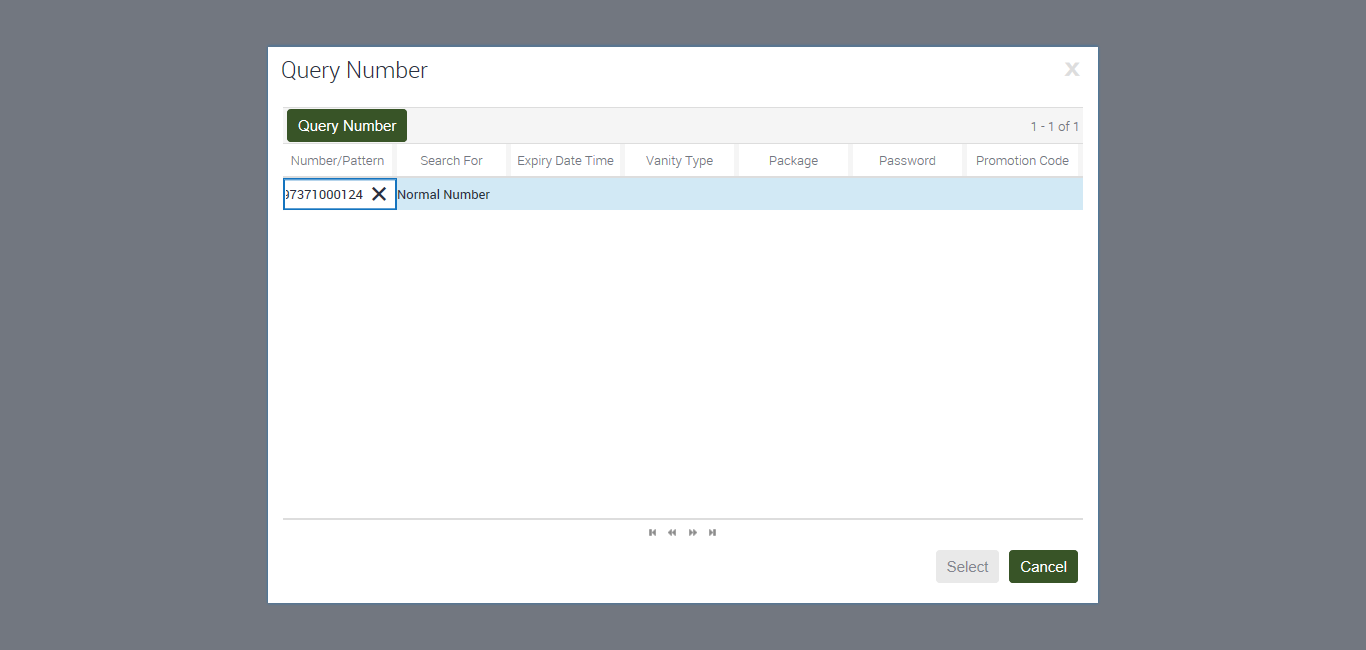 Query Number
Query Number 1 - 1 of 1
Number/Pattern Search For Expiry Date Time Vanity Type Package Password Promotion Code
97371000124 Normal Number
Select Cancel